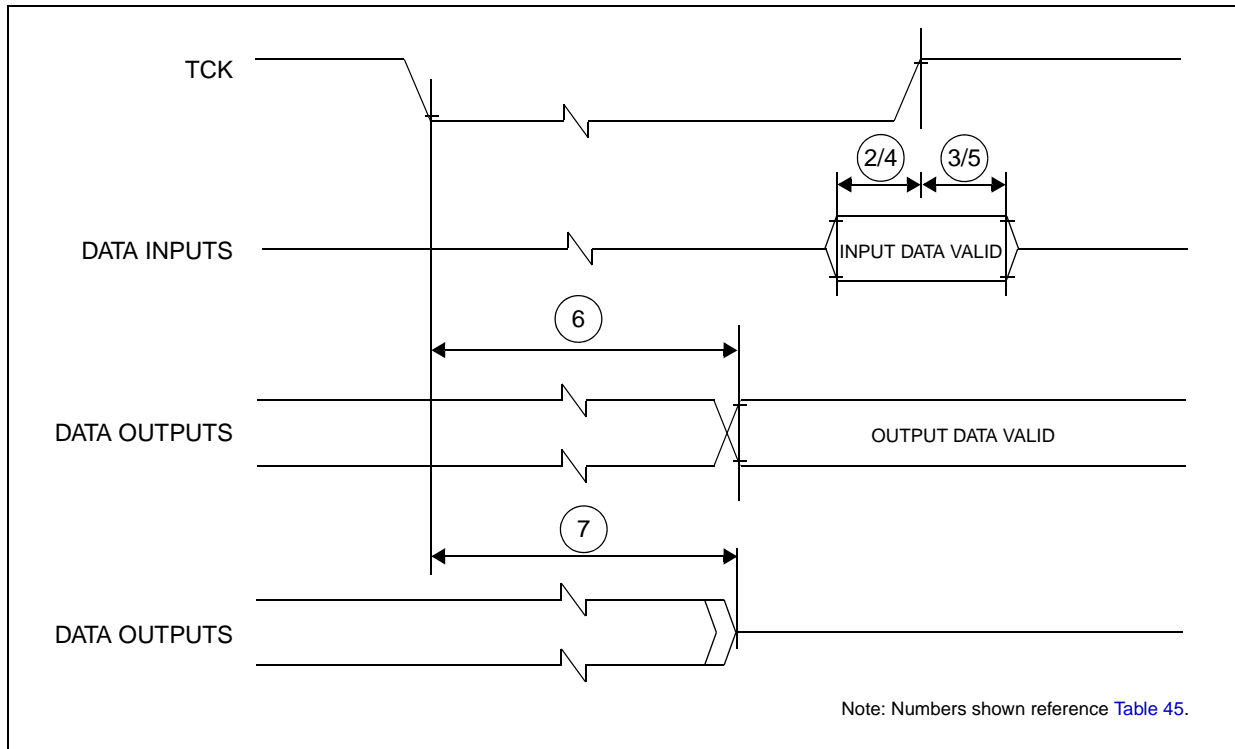 TCK
2/4
3/5
DATA INPUTS
INPUT DATA VALID
6
DATA OUTPUTS
OUTPUT DATA VALID
7
DATA OUTPUTS
Note: Numbers shown reference Table 45.